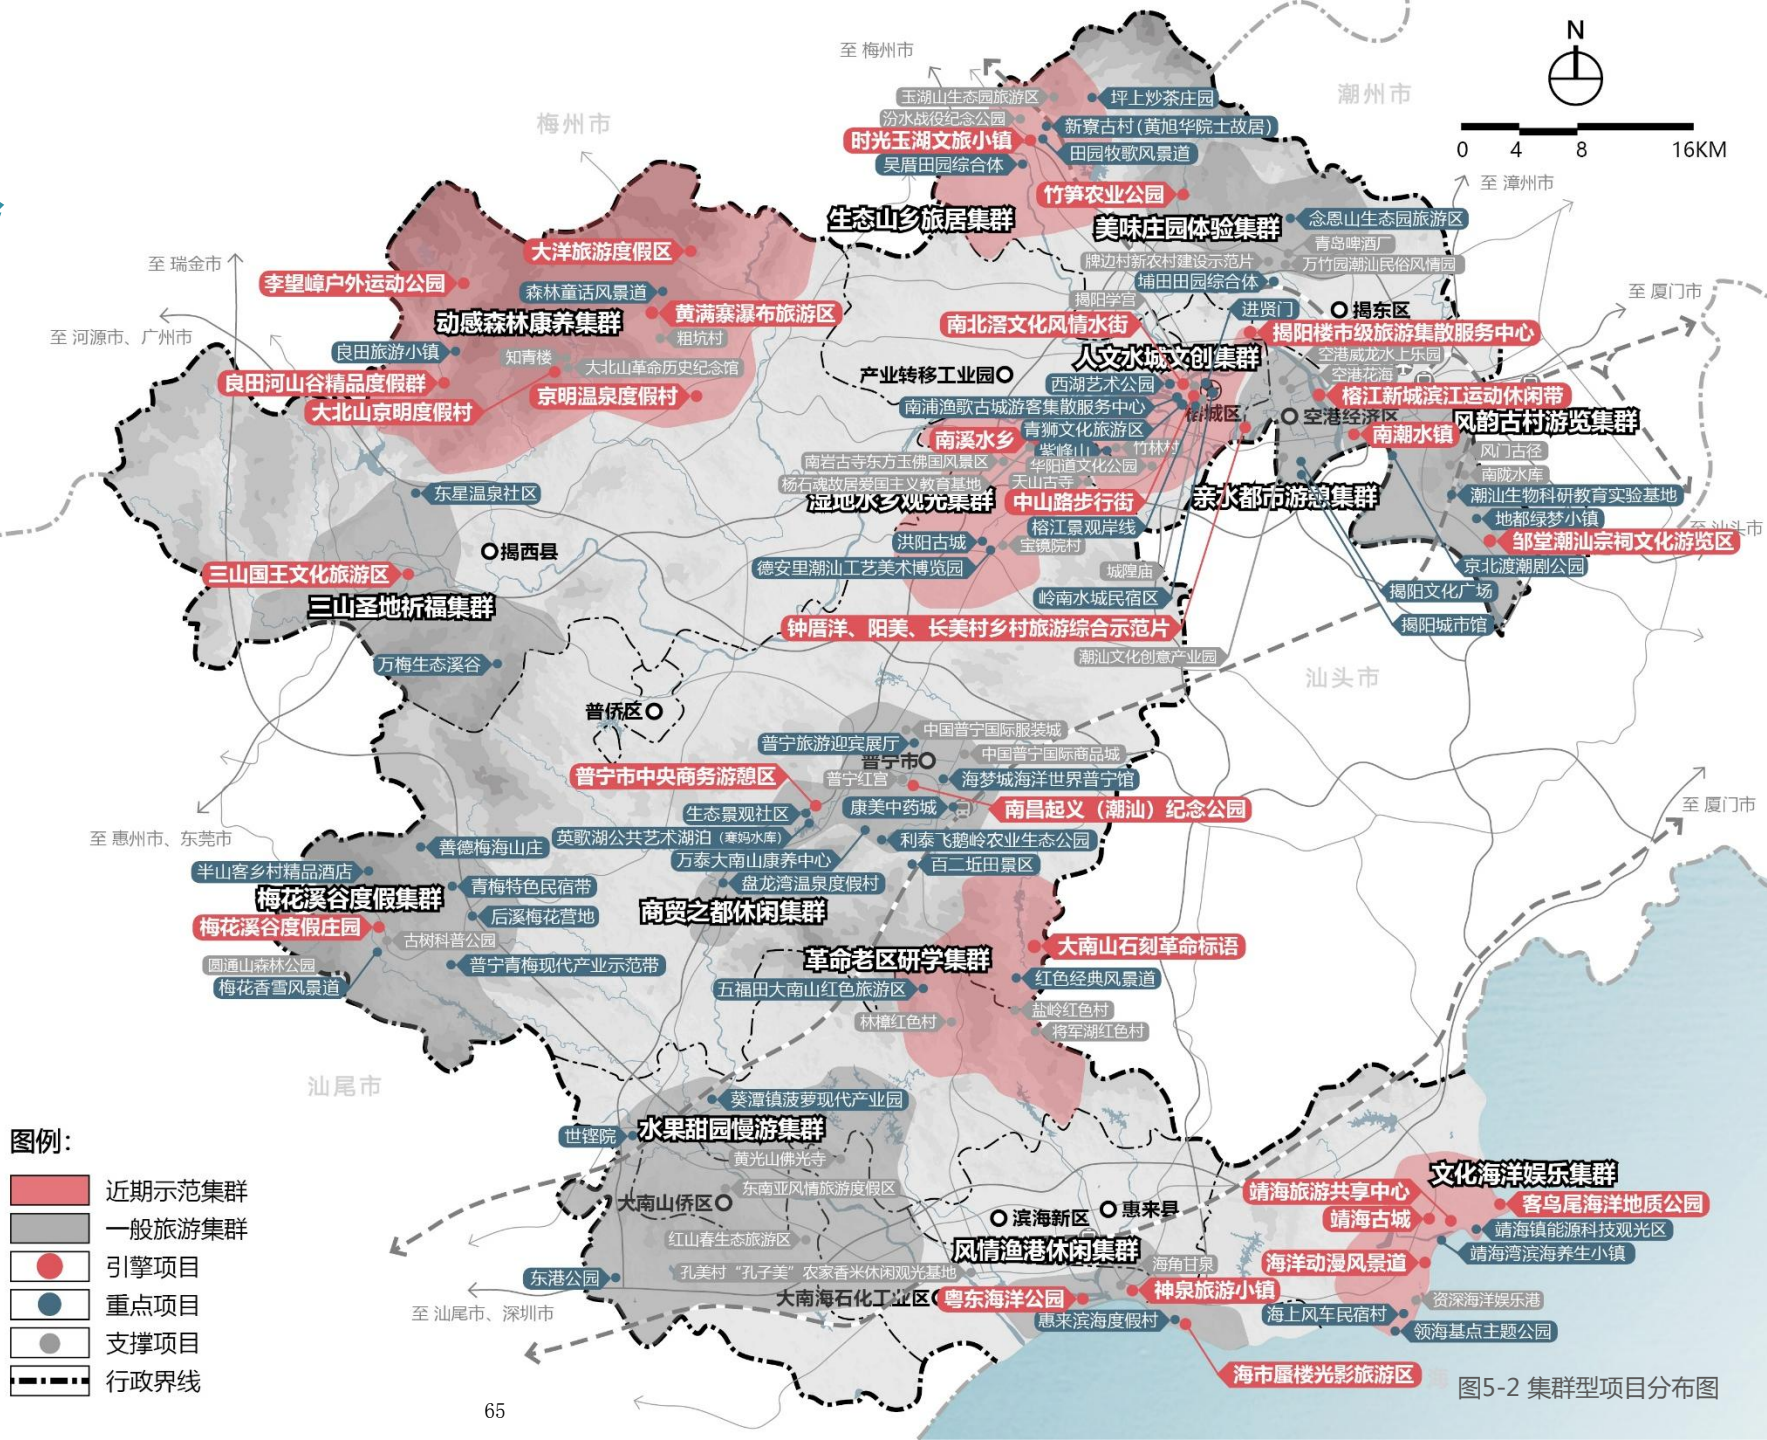 N
0 4 8 16KM
至 梅州市
潮州市
梅州市
玉湖山生态园旅游区
坪上炒茶庄园
汾水战役纪念公园
新寮古村(黄旭华院士故居)
时光玉湖文旅小镇
田园牧歌风景道
吴厝田园综合体
至 漳州市
竹笋农业公园
生态山乡旅居集群
美味庄园体验集群
念恩山生态园旅游区
大洋旅游度假区
青岛啤酒厂
至 瑞金市
牌边村新农村建设示范片
万竹园潮汕民俗风情园
李望嶂户外运动公园
埔田田园综合体
森林童话风景道
至 厦门市
揭阳学宫
进贤门
揭东区
黄满寨瀑布旅游区
动感森林康养集群
南北滘文化风情水街
揭阳楼市级旅游集散服务中心
至 河源市、广州市
粗坑村
良田旅游小镇
知青楼
人文水城文创集群
空港威龙水上乐园
大北山革命历史纪念馆
产业转移工业园
空港花海
良田河山谷精品度假群
西湖艺术公园
京明温泉度假村
榕江新城滨江运动休闲带
大北山京明度假村
南浦渔歌古城游客集散服务中心
榕城区
空港经济区
风韵古村游览集群
青狮文化旅游区
南溪水乡
南潮水镇
紫峰山
竹林村
风门古径
南岩古寺东方玉佛国风景区
华阳道文化公园
南陇水库
杨石魂故居爱国主义教育基地
天山古寺
东星温泉社区
湿地水乡观光集群
中山路步行街
亲水都市游憩集群
潮汕生物科研教育实验基地
榕江景观岸线
地都绿梦小镇
至 汕头市
洪阳古城
宝镜院村
邹堂潮汕宗祠文化游览区
揭西县
德安里潮汕工艺美术博览园
城隍庙
京北渡潮剧公园
三山国王文化旅游区
揭阳文化广场
三山圣地祈福集群
岭南水城民宿区
钟厝洋、阳美、长美村乡村旅游综合示范片
揭阳城市馆
潮汕文化创意产业园
万梅生态溪谷
汕头市
普侨区
中国普宁国际服装城
普宁旅游迎宾展厅
中国普宁国际商品城
普宁市
普宁市中央商务游憩区
普宁红宫
海梦城海洋世界普宁馆
至 厦门市
生态景观社区
康美中药城
南昌起义（潮汕）纪念公园
至 惠州市、东莞市
英歌湖公共艺术湖泊（寒妈水库）
利泰飞鹅岭农业生态公园
善德梅海山庄
万泰大南山康养中心
百二坵田景区
半山客乡村精品酒店
盘龙湾温泉度假村
青梅特色民宿带
梅花溪谷度假集群
商贸之都休闲集群
后溪梅花营地
梅花溪谷度假庄园
古树科普公园
大南山石刻革命标语
革命老区研学集群
圆通山森林公园
普宁青梅现代产业示范带
红色经典风景道
梅花香雪风景道
五福田大南山红色旅游区
盐岭红色村
林樟红色村
将军湖红色村
汕尾市
葵潭镇菠萝现代产业园
世铿院
水果甜园慢游集群
图例：
黄光山佛光寺
文化海洋娱乐集群
近期示范集群
东南亚风情旅游度假区
靖海旅游共享中心
大南山侨区
客鸟尾海洋地质公园
惠来县
滨海新区
靖海古城
一般旅游集群
靖海镇能源科技观光区
红山春生态旅游区
风情渔港休闲集群
靖海湾滨海养生小镇
引擎项目
海角甘泉
海洋动漫风景道
孔美村“孔子美”农家香米休闲观光基地
东港公园
神泉旅游小镇
大南海石化工业区
粤东海洋公园
资深海洋娱乐港
重点项目
至 汕尾市、深圳市
海上风车民宿村
惠来滨海度假村
领海基点主题公园
支撑项目
海市蜃楼光影旅游区
行政界线
图5-2 集群型项目分布图
65